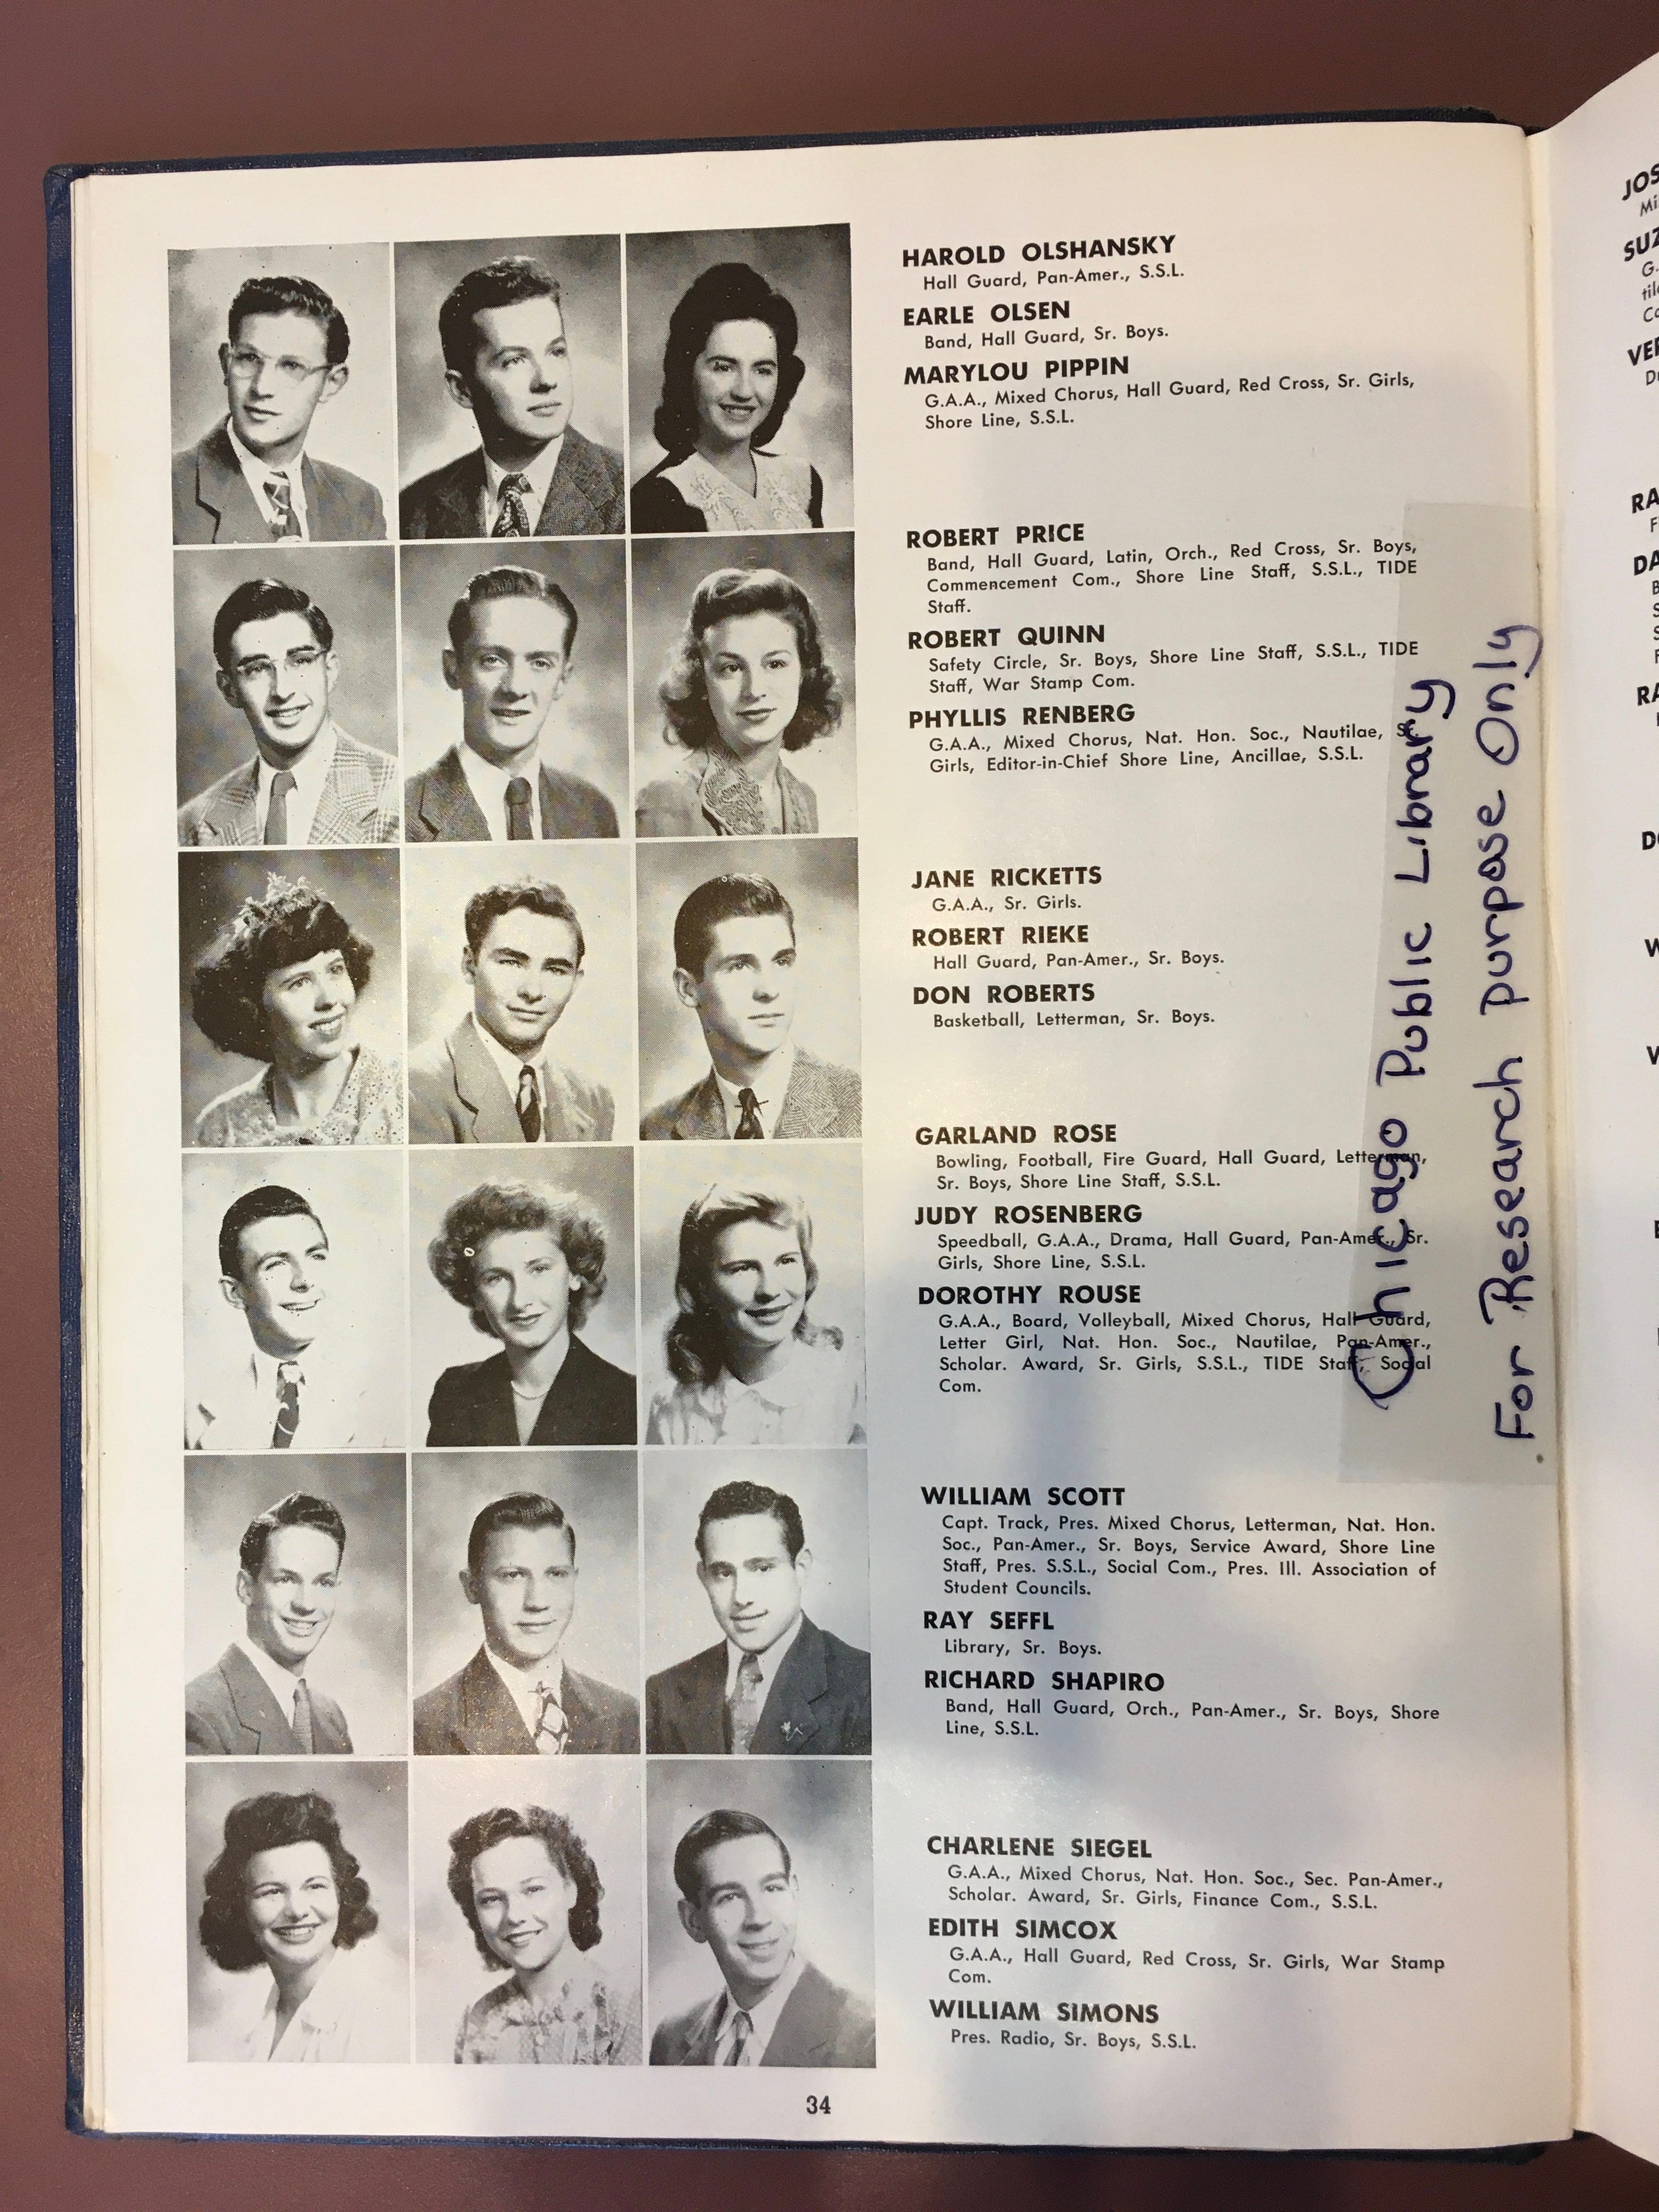 HAROLD OLSHANSKY
Hall Guard, Pan-Amer., S.S.L.
EARLE OLSEN
Band, Hall Guard, Sr. Boys.
MARYLOU PIPPIN
G.A.A., Mixed Chorus, Hall Guard, Red Cross, Sr. Girls,
Shore Line, S.S.L.
ROBERT PRICE
Band, Hall Guard, Latin, Orch., Red Cross, Sr. Boys,
Commencement Com., Shore Line Staff, S.S.L., TIDE
Staff.
ROBERT QUINN
Safety Circle, Sr. Boys, Shore Line Staff, S.S.L., TIDE
Staff, War Stamp Com.
PHYLLIS RENBERG
G.A.A., Mixed Chorus, Nat. Hon. Soc., Nautilae, Sr.
Girls, Editor-in-Chief Shore Line, Ancillae, S.S.L.
JANE RICKETTS
G.A.A., Sr. Girls.
ROBERT RIEKE
Hall Guard, Pan-Amer., Sr. Boys.
DON ROBERTS
Basketball, Letterman, Sr. Boys.
GARLAND ROSE
Bowling, Football, Fire Guard, Hall Guard, Letterman,
Sr. Boys, Shore Line Staff, S.S.L.
JUDY ROSENBERG
Speedball, G.A.A., Drama, Hall Guard, Pan-Amer., Sr.
Girls, Shore Line, S.S.L.
DOROTHY ROUSE
G.A.A., Board, Volleyball, Mixed Chorus, Hall Guard,
Letter Girl, Nat. Hon. Soc., Nautilae, Pan-Amer.,
Scholar. Award, Sr. Girls, S.S.L., TIDE Staff, Social
Com.
WILLIAM SCOTT
Capt. Track, Pres. Mixed Chorus, Letterman, Nat. Hon.
Soc., Pan-Amer., Sr. Boys, Service Award, Shore Line
Staff, Pres. S.S.L., Social Com., Pres. Ill. Association of
Student Councils.
RAY SEFFL
Library, Sr. Boys.
RICHARD SHAPIRO
Band, Hall Guard, Orch., Pan-Amer., Sr. Boys, Shore
Line, S.S.L.
CHARLENE SIEGEL
G.A.A., Mixed Chorus, Nat. Hon. Soc., Sec. Pan-Amer.,
Scholar. Award, Sr. Girls, Finance Com., S.S.L.
EDITH SIMCOX
G.A.A., Hall Guard, Red Cross, Sr. Girls, War Stamp
Com.
WILLIAM SIMONS
Pres. Radio, Sr. Boys, S.S.L.
34
Chicago Public Library
For Research purpose Only